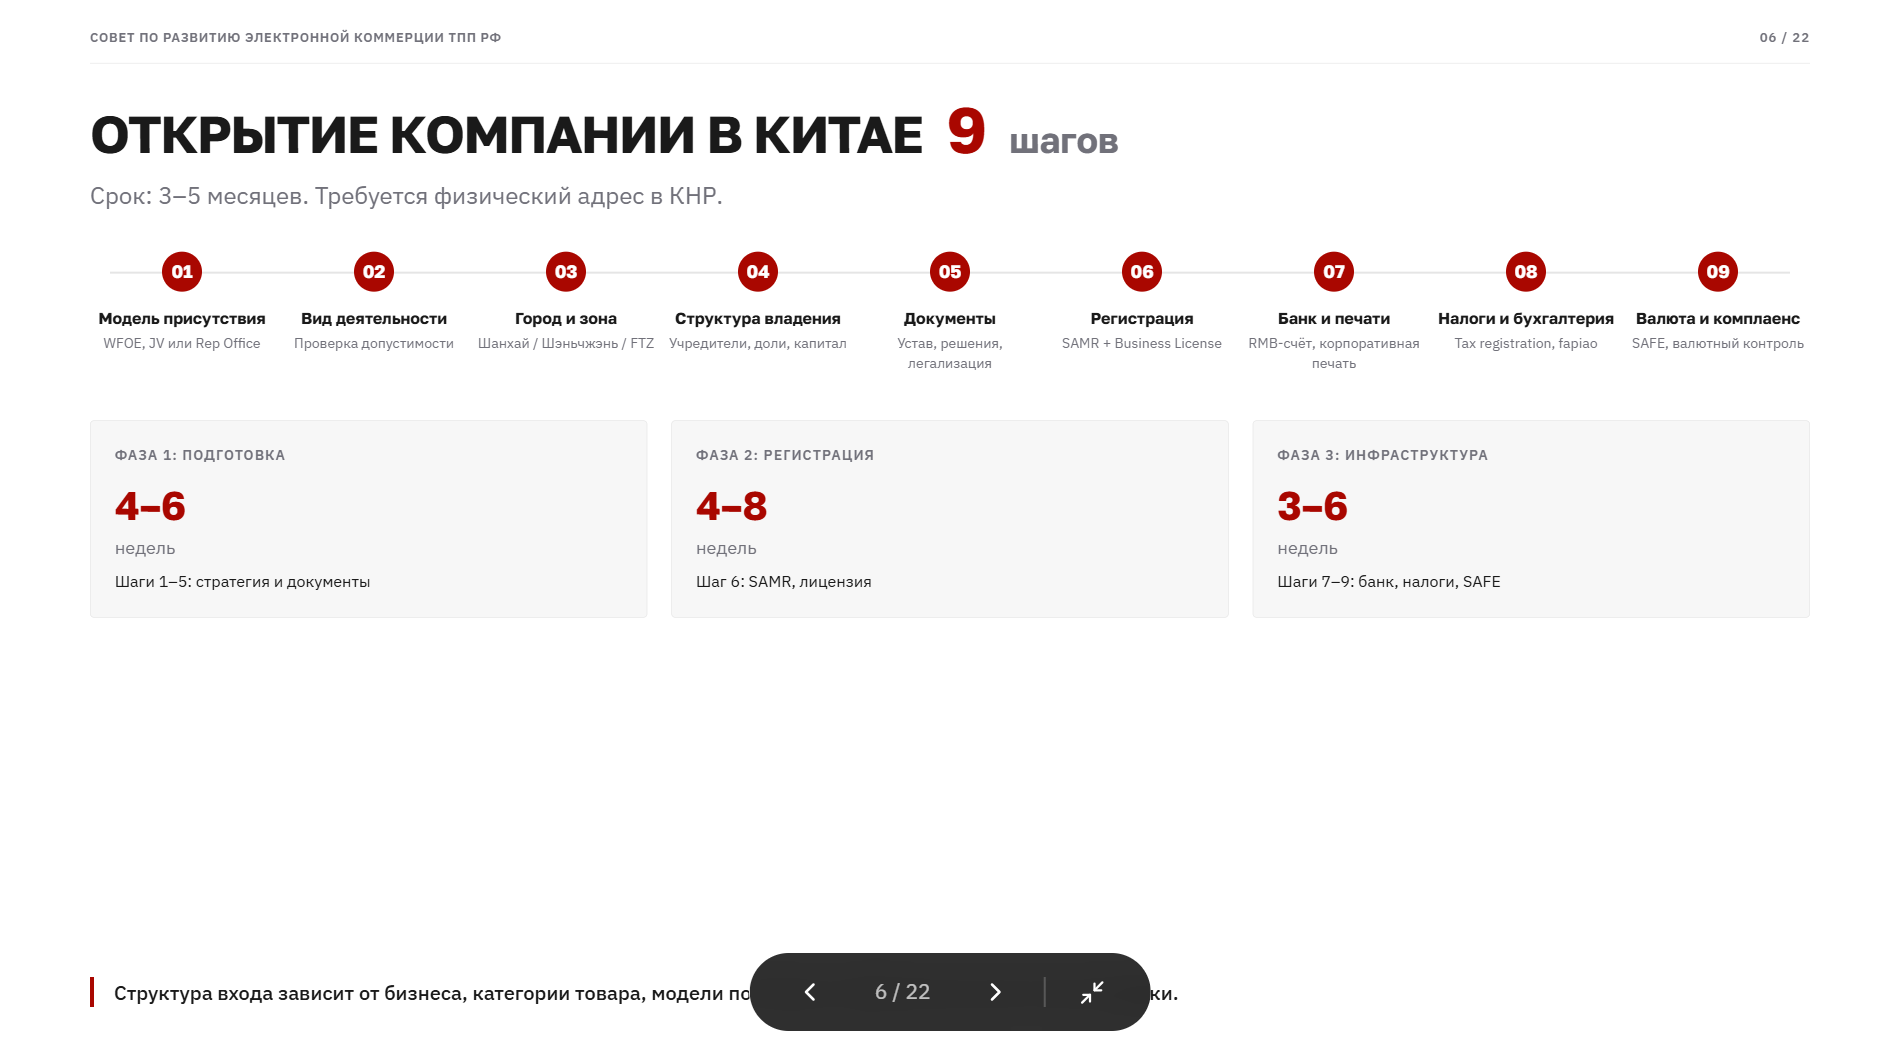 СОВЕТ ПО РАЗВИТИЮ ЭЛЕКТРОННОЙ КОММЕРЦИИ ТПП РФ
06 / 22
ОТКРЫТИЕ КОМПАНИИ В КИТАЕ 9 шагов
Срок: 3–5 месяцев. Требуется физический адрес в КНР.
01
Модель присутствия
WFOE, JV или Rep Office
02
Вид деятельности
Проверка допустимости
03
Город и зона
Шанхай / Шэньчжэнь / FTZ
04
Структура владения
Учредители, доли, капитал
05
Документы
Устав, решения,
легализация
06
Регистрация
SAMR + Business License
07
Банк и печати
RMB-счёт, корпоративная
печать
08
Налоги и бухгалтерия
Tax registration, fapiao
09
Валюта и комплаенс
SAFE, валютный контроль
ФАЗА 1: ПОДГОТОВКА
4–6
недель
Шаги 1–5: стратегия и документы
ФАЗА 2: РЕГИСТРАЦИЯ
4–8
недель
Шаг 6: SAMR, лицензия
ФАЗА 3: ИНФРАСТРУКТУРА
3–6
недель
Шаги 7–9: банк, налоги, SAFE
Структура входа зависит от бизнеса, категории товара, модели
6 / 22